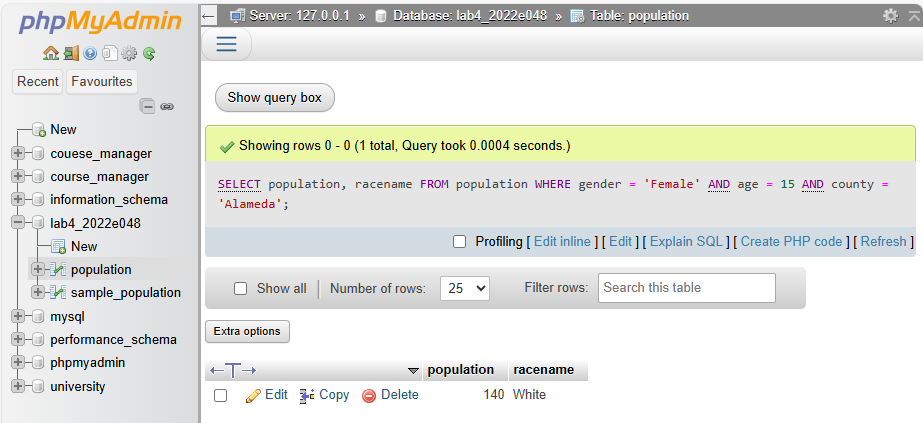 phpMyAdmin
Recent Favourites
New
couese_manager
course_manager
information_schema
lab4_2022e048
New
population
sample_population
mysql
performance_schema
phpmyadmin
university
Server: 127.0.0.1 » Database: lab4_2022e048 » Table: population
Show query box
Showing rows 0 - 0 (1 total, Query took 0.0004 seconds.)
SELECT population, racename FROM population WHERE gender = 'Female' AND age = 15 AND county =
'Alameda';
Profiling [ Edit inline ] [ Edit ] [ Explain SQL ] [ Create PHP code ] [ Refresh ]
Show all Number of rows: 25 Filter rows: Search this table
Extra options
population racename
Edit Copy Delete 140 White